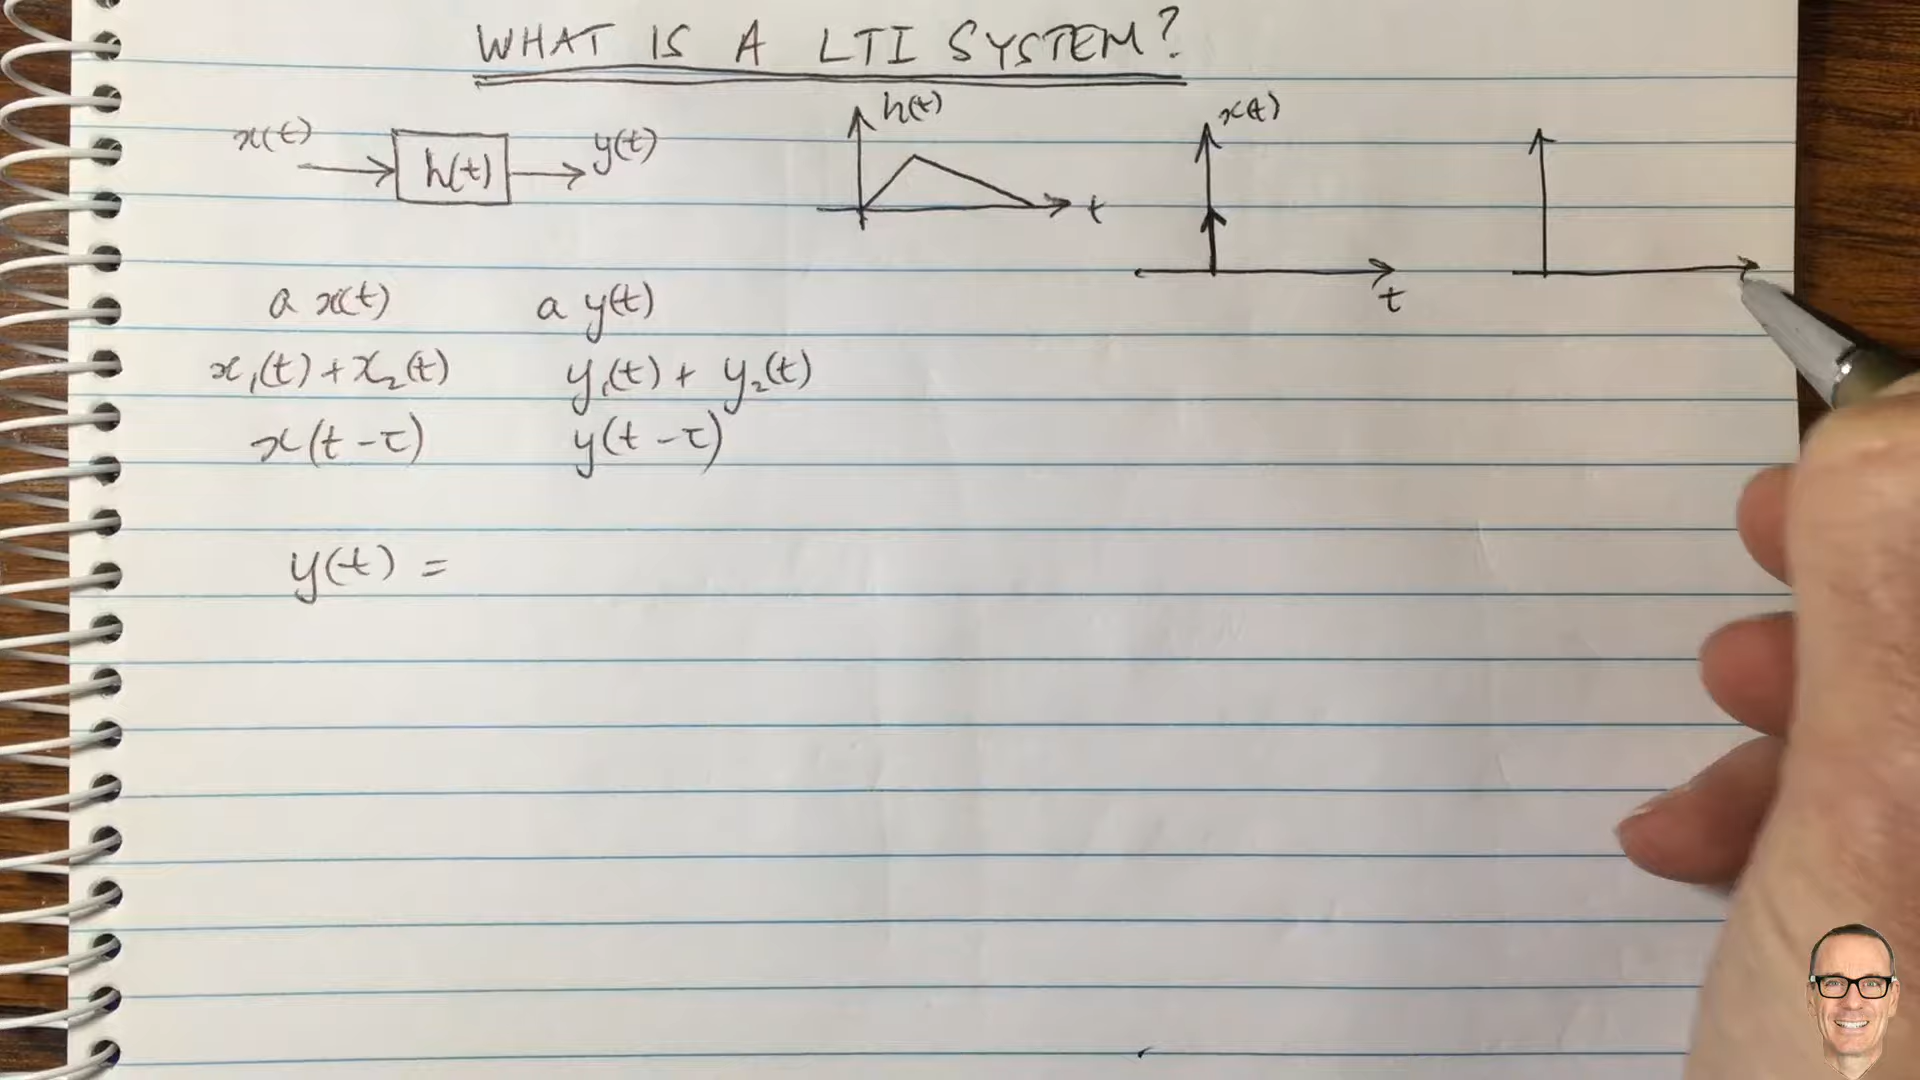 WHAT IS A LTI SYSTEM?
x(t) h(t) y(t)
h(t)
t
x(t)
t
a x(t) a y(t)
x₁(t) + x₂(t) y₁(t) + y₂(t)
x(t - τ) y(t - τ)
y(t) =